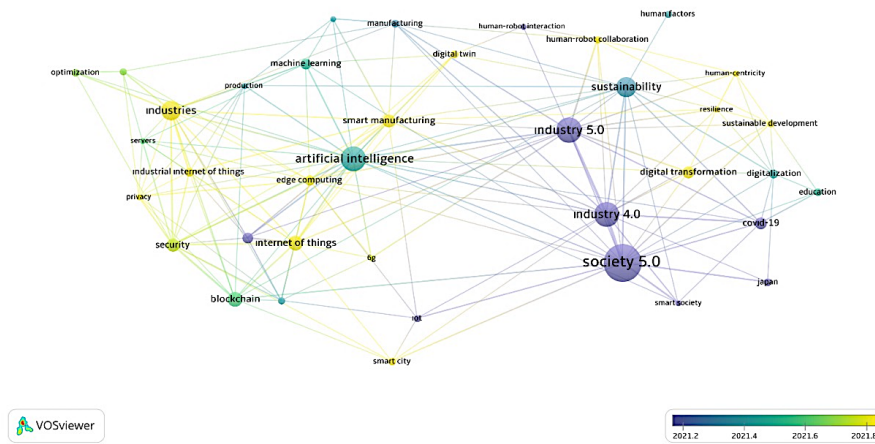 human factors
manufacturing
human-robot interaction
human-robot collaboration
digital twin
machine learning
optimization
human-centricity
production
sustainability
industries
resilience
smart manufacturing
sustainable development
industry 5.0
servers
artificial intelligence
industrial internet of things
digital transformation
digitalization
edge computing
education
privacy
industry 4.0
covid-19
security
internet of things
6g
society 5.0
japan
blockchain
smart society
iot
smart city
VOSviewer
2021.2 2021.4 2021.6 2021.8